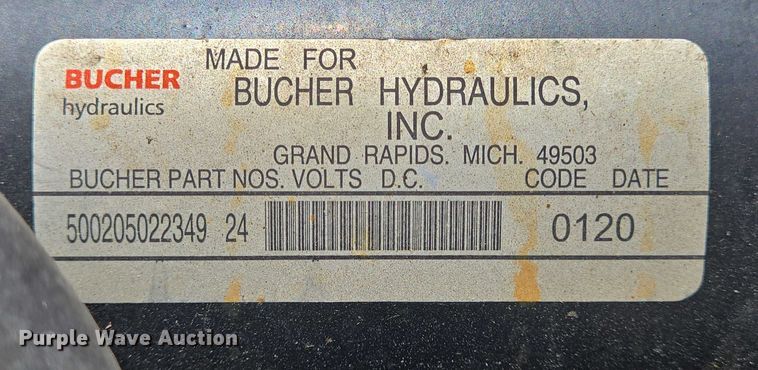 BUCHER
hydraulics
MADE FOR
BUCHER HYDRAULICS,
INC.
GRAND RAPIDS. MICH. 49503
BUCHER PART NOS. VOLTS D.C. CODE DATE
500205022349 24 0120
Purple Wave Auction